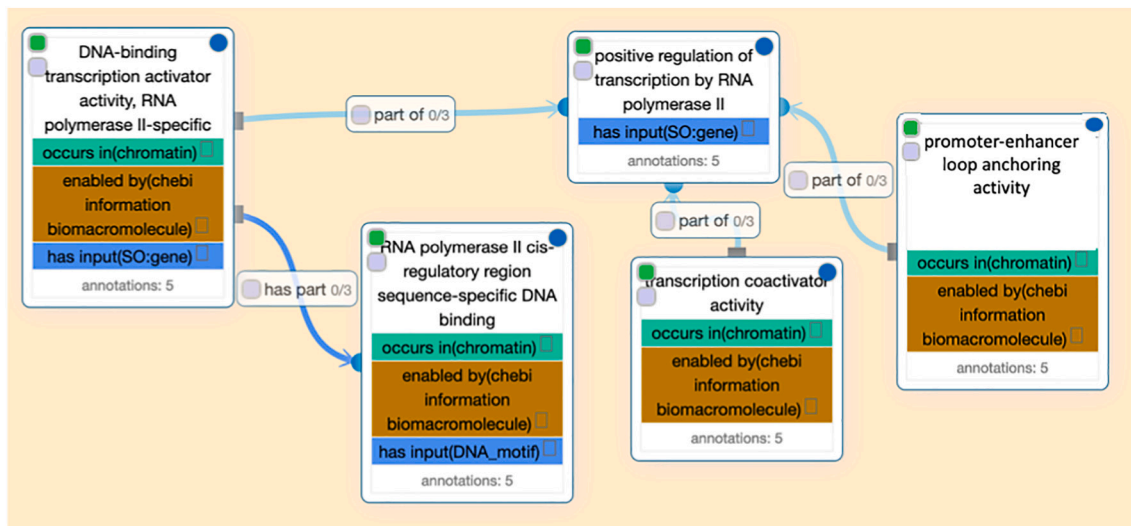 DNA-binding
transcription activator
activity, RNA
polymerase II-specific
occurs in(chromatin)
enabled by(chebi
information
biomacromolecule)
has input(SO:gene)
annotations: 5
part of 0/3
has part 0/3
positive regulation of
transcription by RNA
polymerase II
has input(SO:gene)
annotations: 5
RNA polymerase II cis-
regulatory region
sequence-specific DNA
binding
occurs in(chromatin)
enabled by(chebi
information
biomacromolecule)
has input(DNA_motif)
annotations: 5
part of 0/3
transcription coactivator
activity
occurs in(chromatin)
enabled by(chebi
information
biomacromolecule)
annotations: 5
part of 0/3
promoter-enhancer
loop anchoring
activity
occurs in(chromatin)
enabled by(chebi
information
biomacromolecule)
annotations: 5